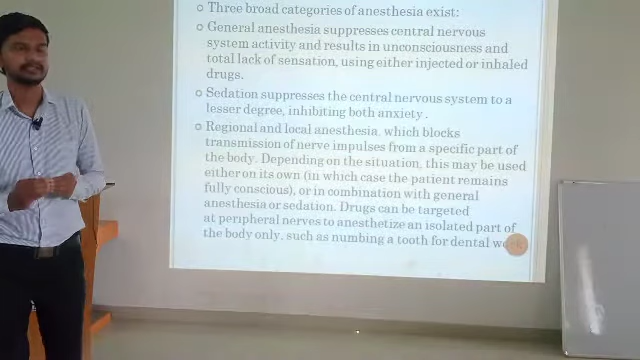 Three broad categories of anesthesia exist:
General anesthesia suppresses central nervous
system activity and results in unconsciousness and
total lack of sensation, using either injected or inhaled
drugs.
Sedation suppresses the central nervous system to a
lesser degree, inhibiting both anxiety.
Regional and local anesthesia, which blocks
transmission of nerve impulses from a specific part of
the body. Depending on the situation, this may be used
either on its own (in which case the patient remains
fully conscious), or in combination with general
anesthesia or sedation. Drugs can be targeted
at peripheral nerves to anesthetize an isolated part of
the body only, such as numbing a tooth for dental work